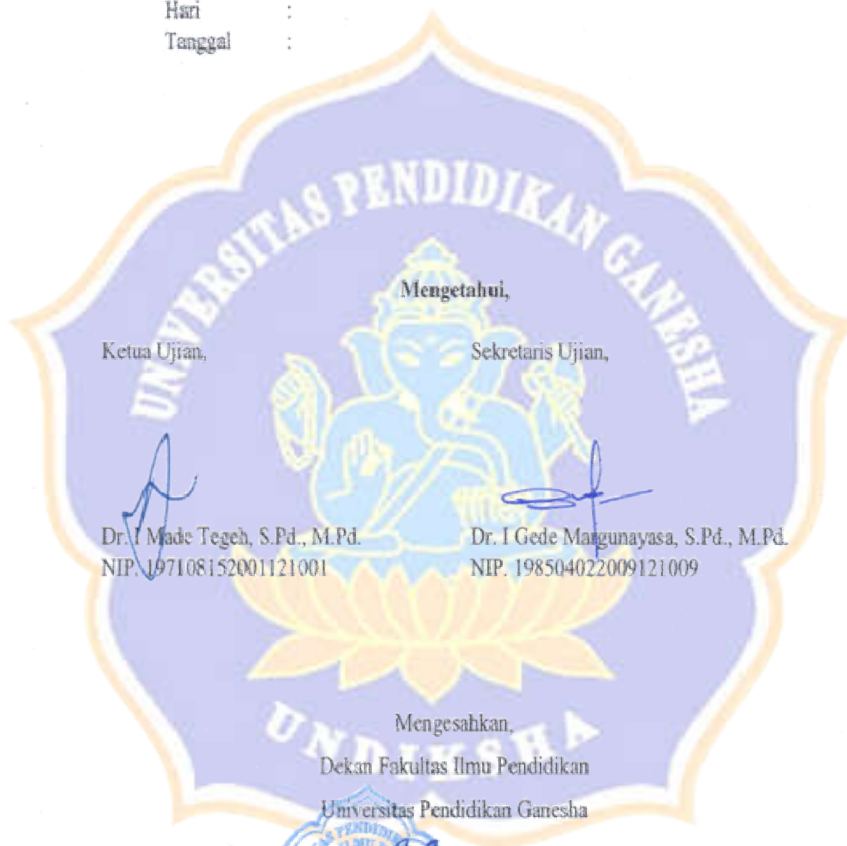 Hari :
Tanggal :
UNIVERSITAS PENDIDIKAN GANESHA
Mengetahui,
Ketua Ujian, Sekretaris Ujian,
Dr. I Made Tegeh, S.Pd., M.Pd. Dr. I Gede Margunayasa, S.Pd., M.Pd.
NIP. 197108152001121001 NIP. 198504022009121009
UNDIKSHA
Mengesahkan,
Dekan Fakultas Ilmu Pendidikan
Universitas Pendidikan Ganesha